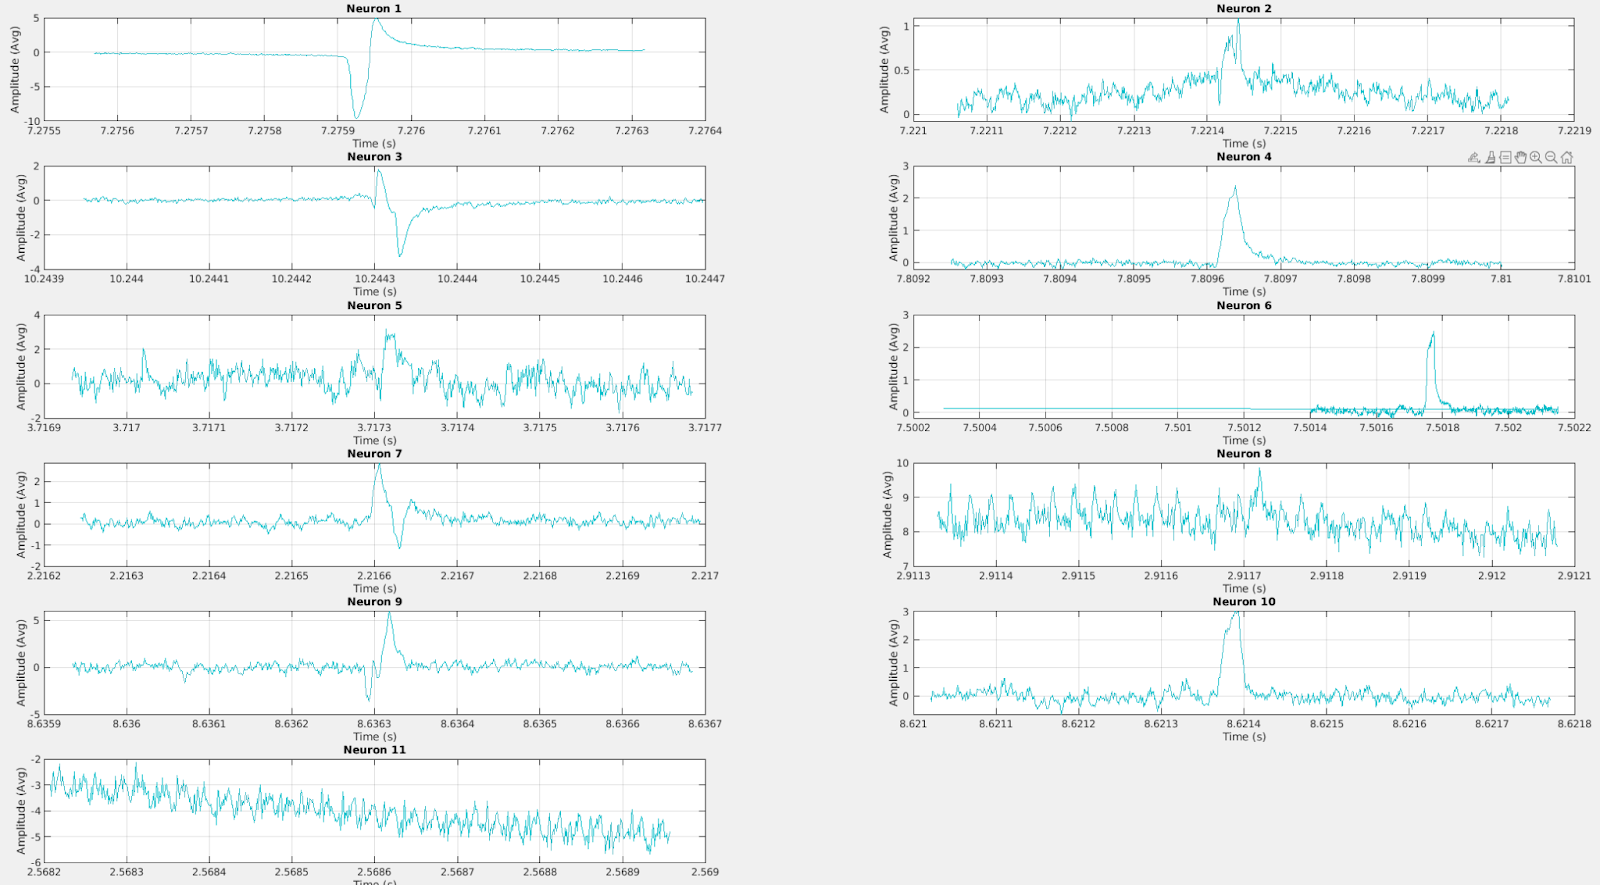 Neuron 1
Amplitude (Avg)
5
0
-5
-10
7.2755 7.2756 7.2757 7.2758 7.2759 7.276 7.2761 7.2762 7.2763 7.2764
Time (s)
Neuron 2
Amplitude (Avg)
1
0.5
0
7.221 7.2211 7.2212 7.2213 7.2214 7.2215 7.2216 7.2217 7.2218 7.2219
Time (s)
Neuron 3
Amplitude (Avg)
2
0
-2
-4
10.2439 10.244 10.2441 10.2442 10.2443 10.2444 10.2445 10.2446 10.2447
Time (s)
Neuron 4
Amplitude (Avg)
3
2
1
0
7.8092 7.8093 7.8094 7.8095 7.8096 7.8097 7.8098 7.8099 7.81 7.8101
Time (s)
Neuron 5
Amplitude (Avg)
4
2
0
-2
3.7169 3.717 3.7171 3.7172 3.7173 3.7174 3.7175 3.7176 3.7177
Time (s)
Neuron 6
Amplitude (Avg)
3
2
1
0
7.5002 7.5004 7.5006 7.5008 7.501 7.5012 7.5014 7.5016 7.5018 7.502 7.5022
Time (s)
Neuron 7
Amplitude (Avg)
2
1
0
-1
-2
2.2162 2.2163 2.2164 2.2165 2.2166 2.2167 2.2168 2.2169 2.217
Time (s)
Neuron 8
Amplitude (Avg)
10
9
8
7
2.9113 2.9114 2.9115 2.9116 2.9117 2.9118 2.9119 2.912 2.9121
Time (s)
Neuron 9
Amplitude (Avg)
5
0
-5
8.6359 8.636 8.6361 8.6362 8.6363 8.6364 8.6365 8.6366 8.6367
Time (s)
Neuron 10
Amplitude (Avg)
3
2
1
0
8.621 8.6211 8.6212 8.6213 8.6214 8.6215 8.6216 8.6217 8.6218
Time (s)
Neuron 11
Amplitude (Avg)
-2
-3
-4
-5
-6
2.5682 2.5683 2.5684 2.5685 2.5686 2.5687 2.5688 2.5689 2.569
Time (s)